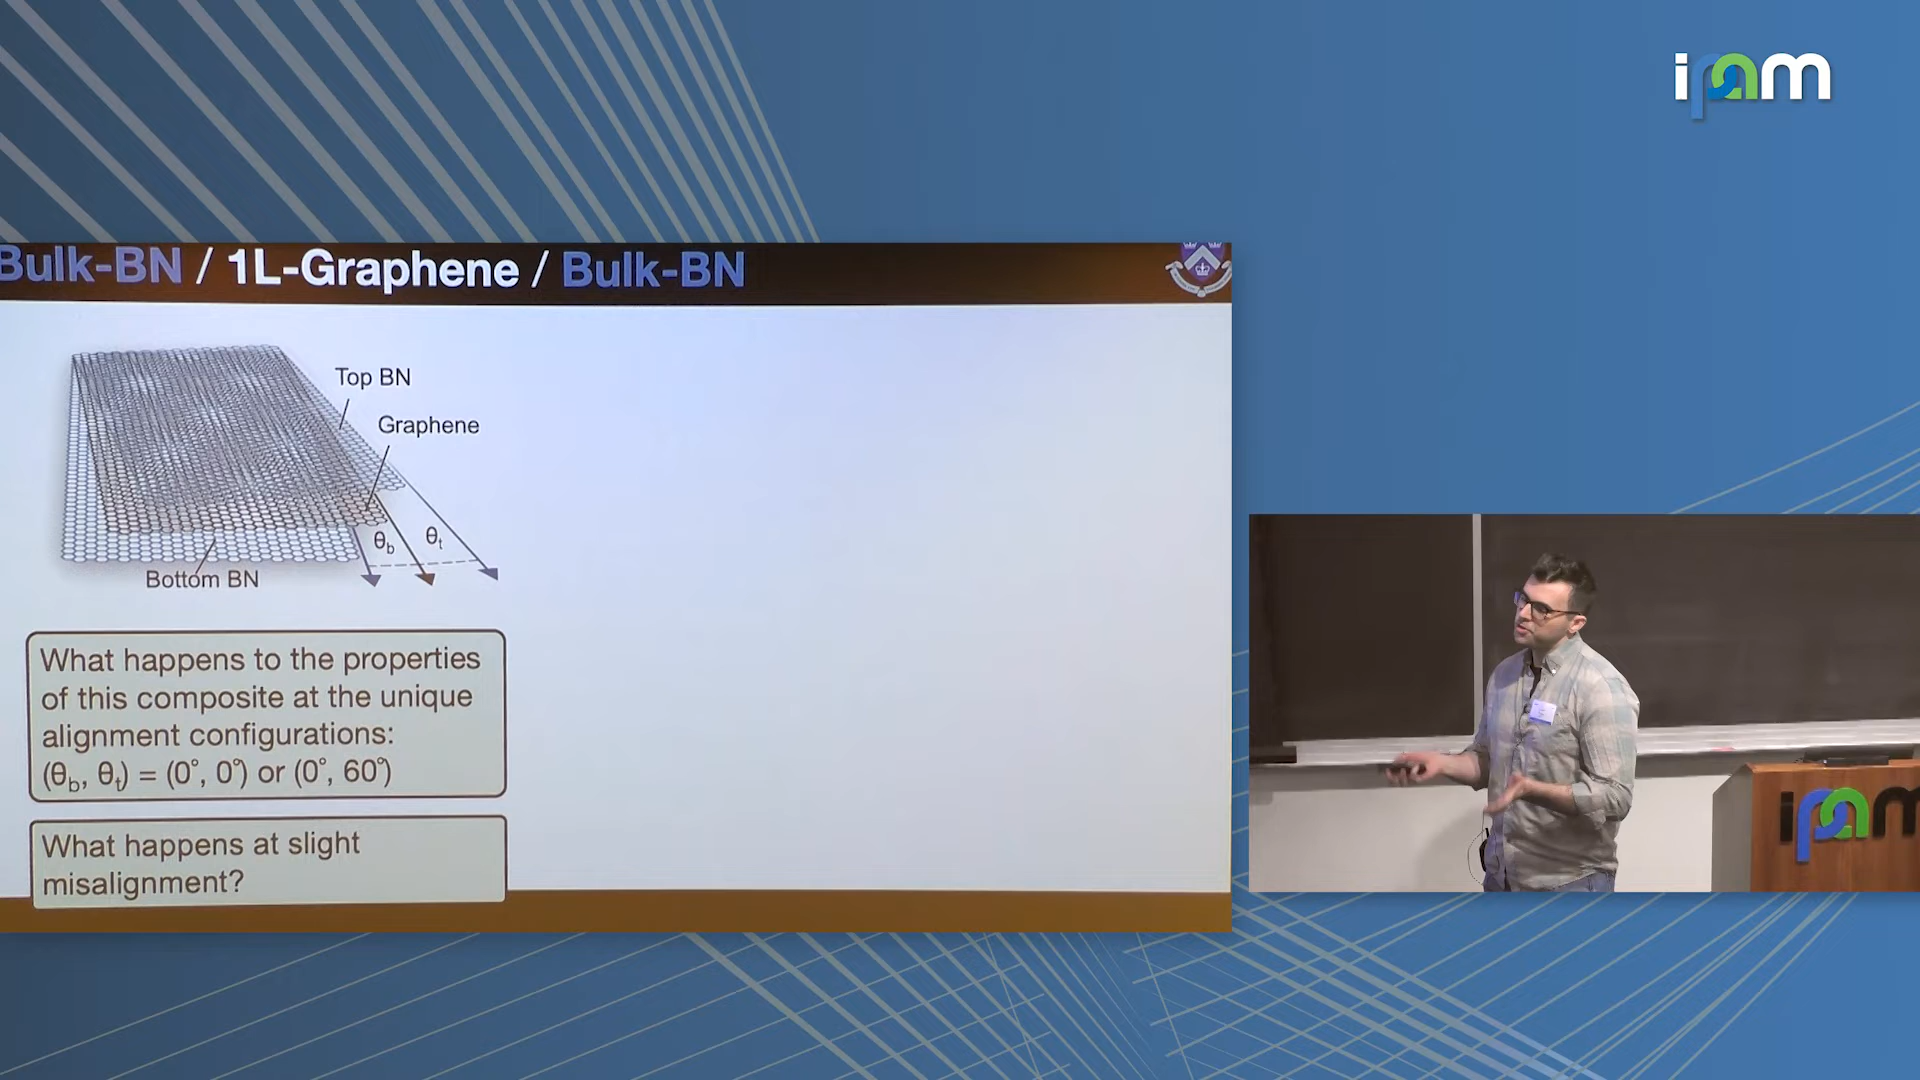 ipam
Bulk-BN / 1L-Graphene / Bulk-BN
Top BN
Graphene
θb
θt
Bottom BN
What happens to the properties
of this composite at the unique
alignment configurations:
(θb, θt) = (0°, 0°) or (0°, 60°)
What happens at slight
misalignment?
ipam